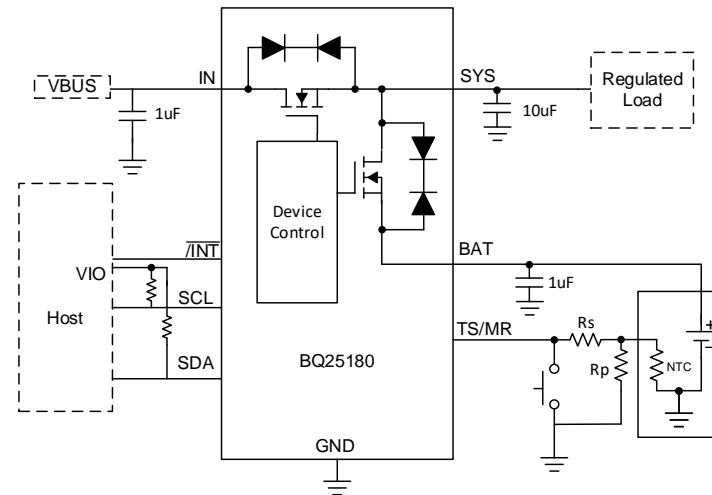 IN
SYS
VBUS
Regulated
Load
1uF
10uF
Device
Control
/INT
BAT
VIO
1uF
SCL
TS/MR
Rs
Host
+
-
BQ25180
Rp
NTC
SDA
GND